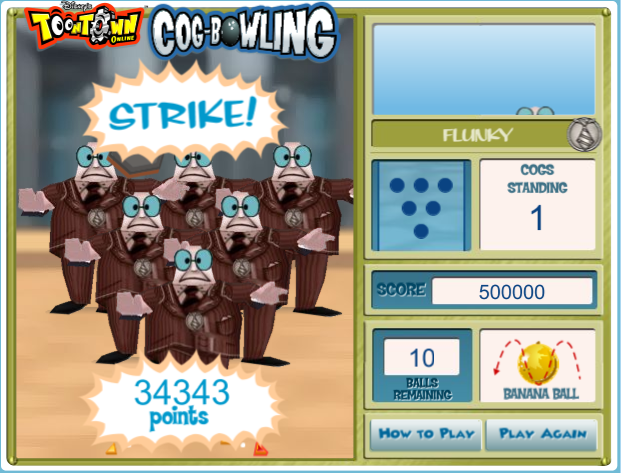 Disney's
TOONTOWN
ONLINE
COG-BOWLING
STRIKE!
34343
points
FLUNKY
COGS
STANDING
1
SCORE
500000
10
BALLS
REMAINING
BANANA BALL
HOW TO PLAY
PLAY AGAIN